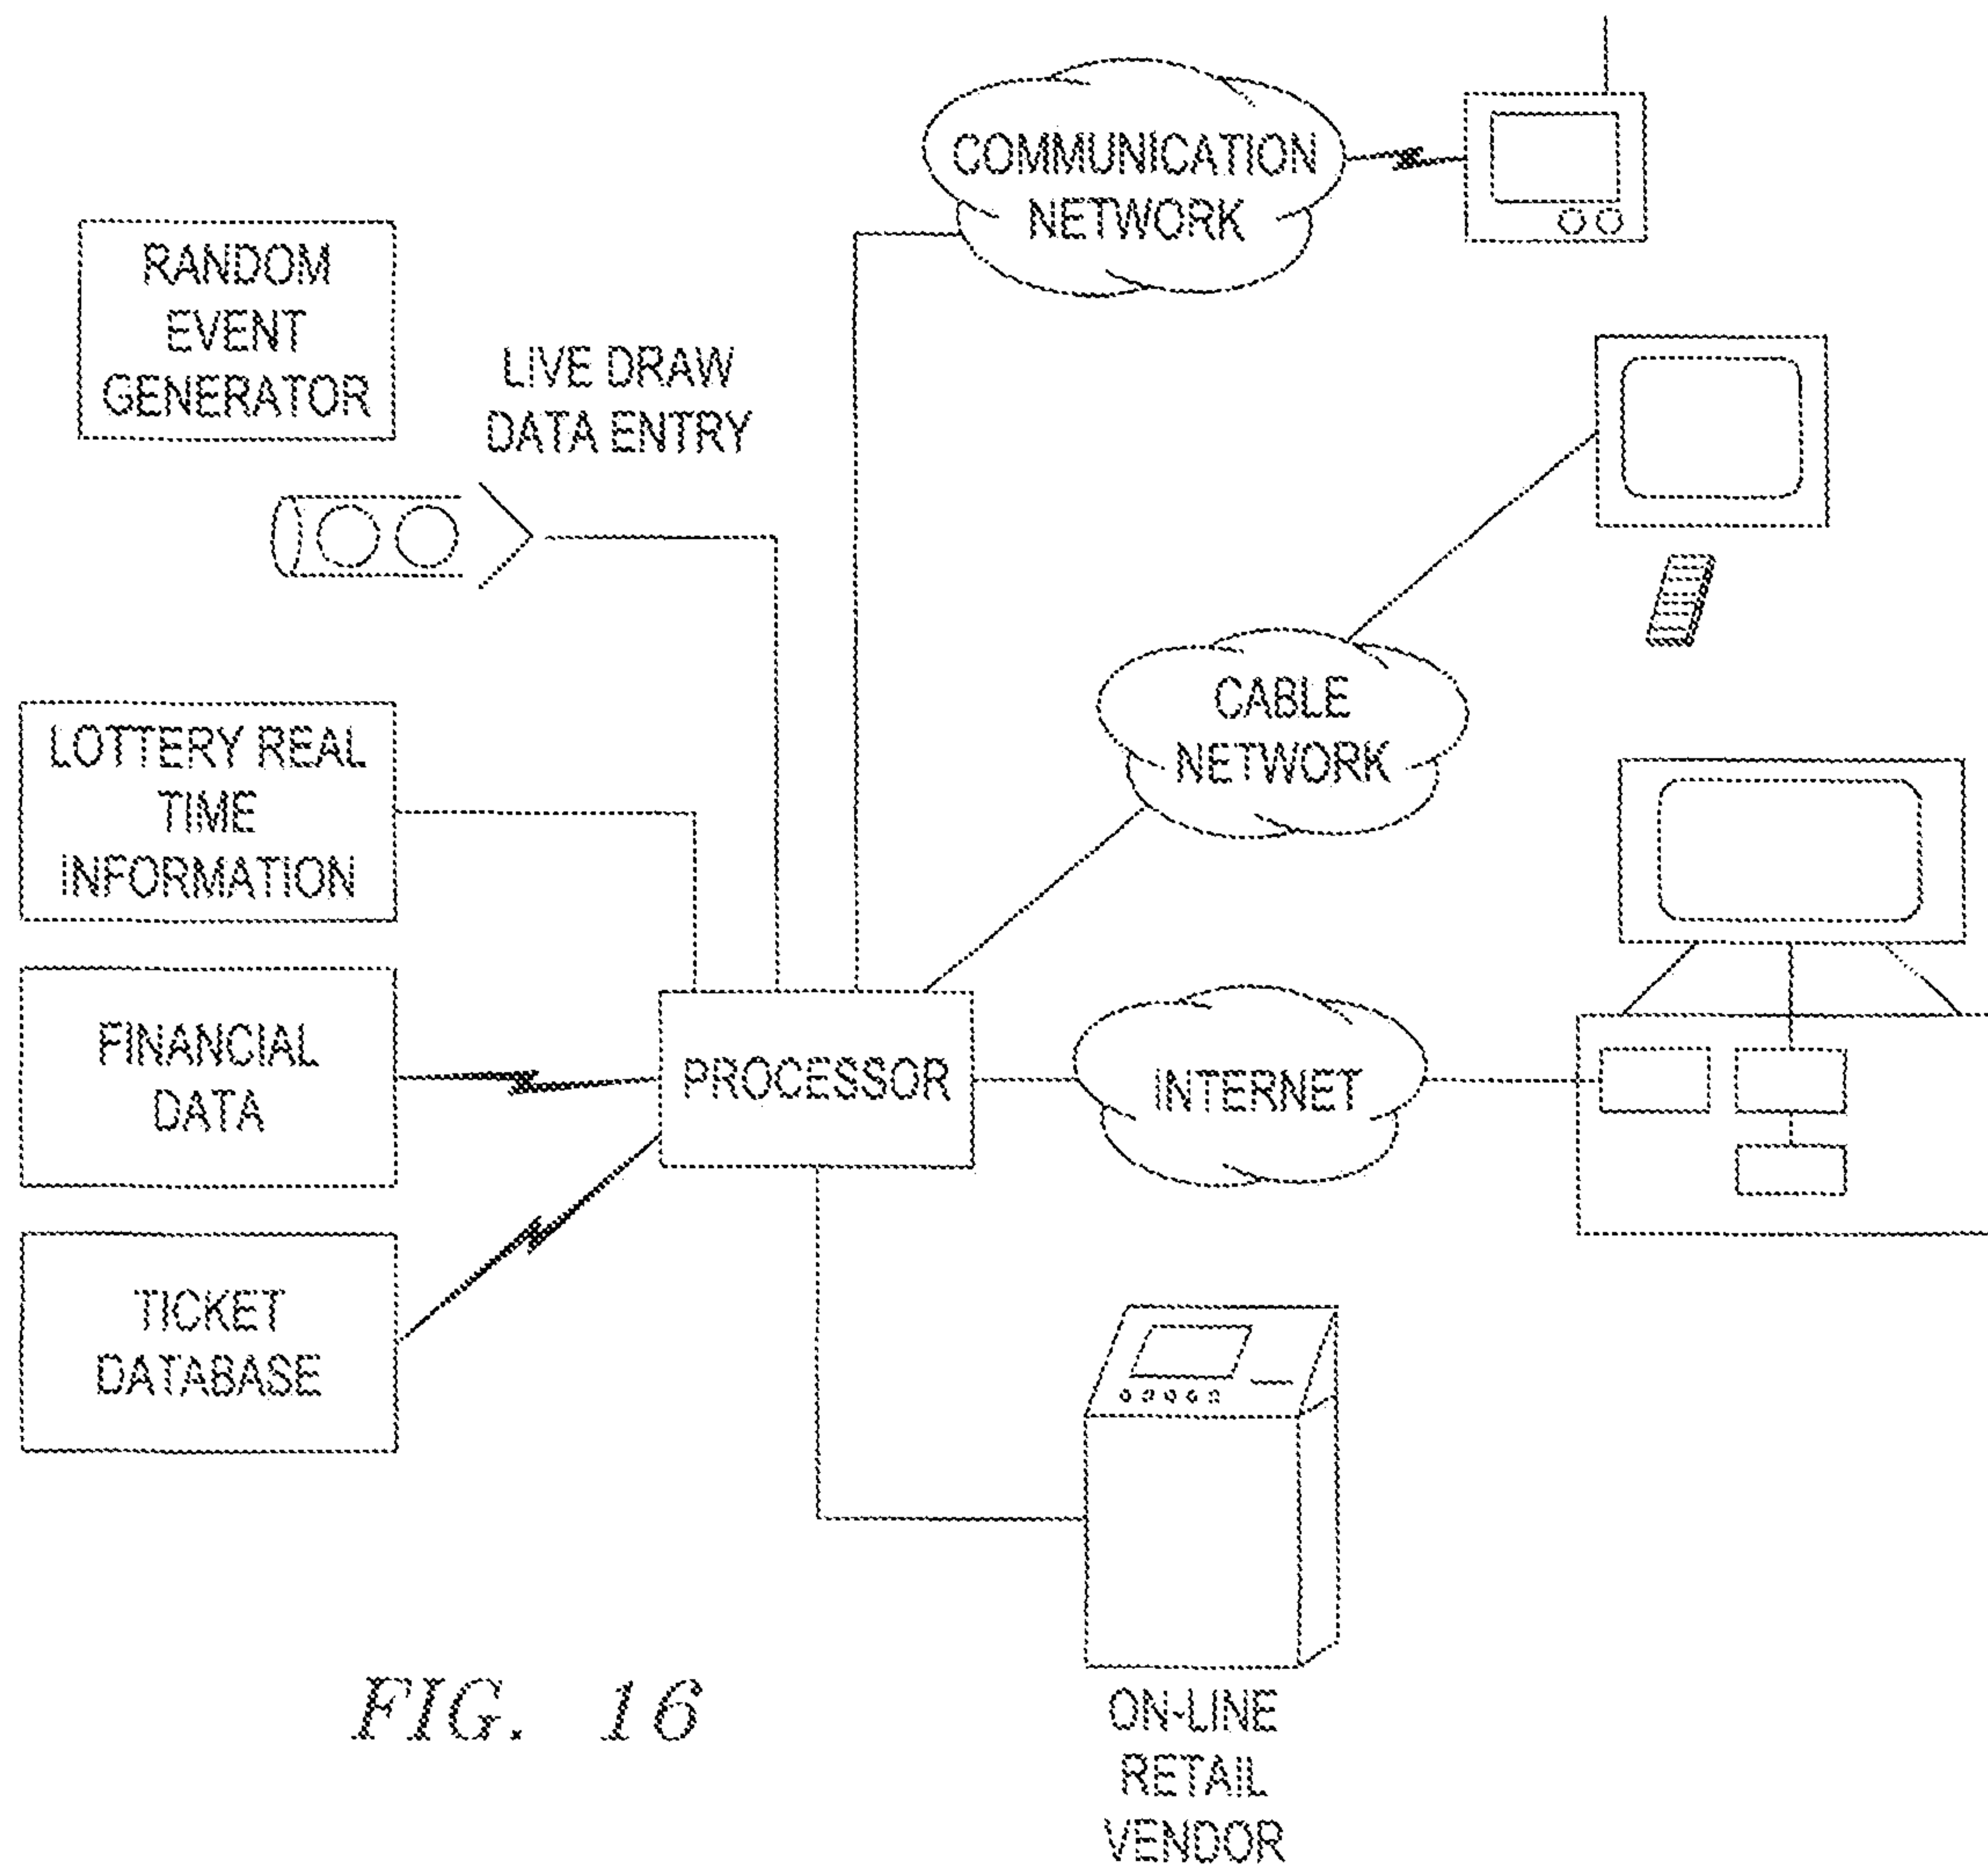 COMMUNICATION
NETWORK
RANDOM
EVENT
GENERATOR
LIVE DRAW
DATA ENTRY
LOTTERY REAL
TIME
INFORMATION
CABLE
NETWORK
FINANCIAL
DATA
PROCESSOR
INTERNET
TICKET
DATABASE
ON-LINE
RETAIL
VENDOR
FIG. 16